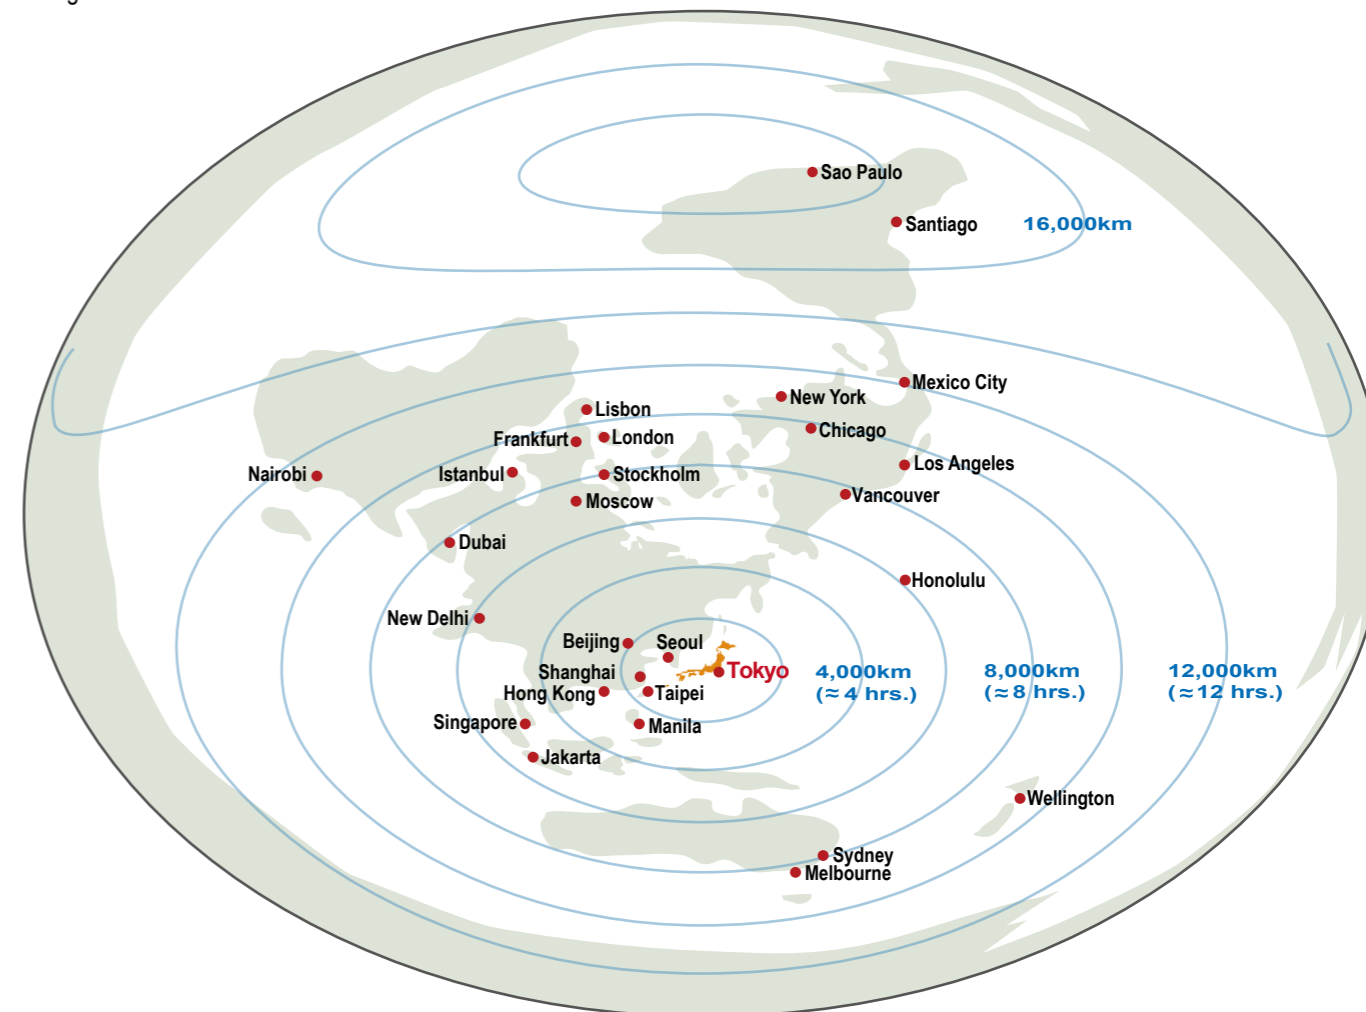 Sao Paulo
Santiago
16,000km
Mexico City
New York
Lisbon
Chicago
London
Frankfurt
Los Angeles
Nairobi
Istanbul
Stockholm
Vancouver
Moscow
Dubai
Honolulu
New Delhi
Beijing
Seoul
Shanghai
Tokyo
4,000km
(≈ 4 hrs.)
8,000km
(≈ 8 hrs.)
12,000km
(≈ 12 hrs.)
Hong Kong
Taipei
Singapore
Manila
Jakarta
Wellington
Sydney
Melbourne